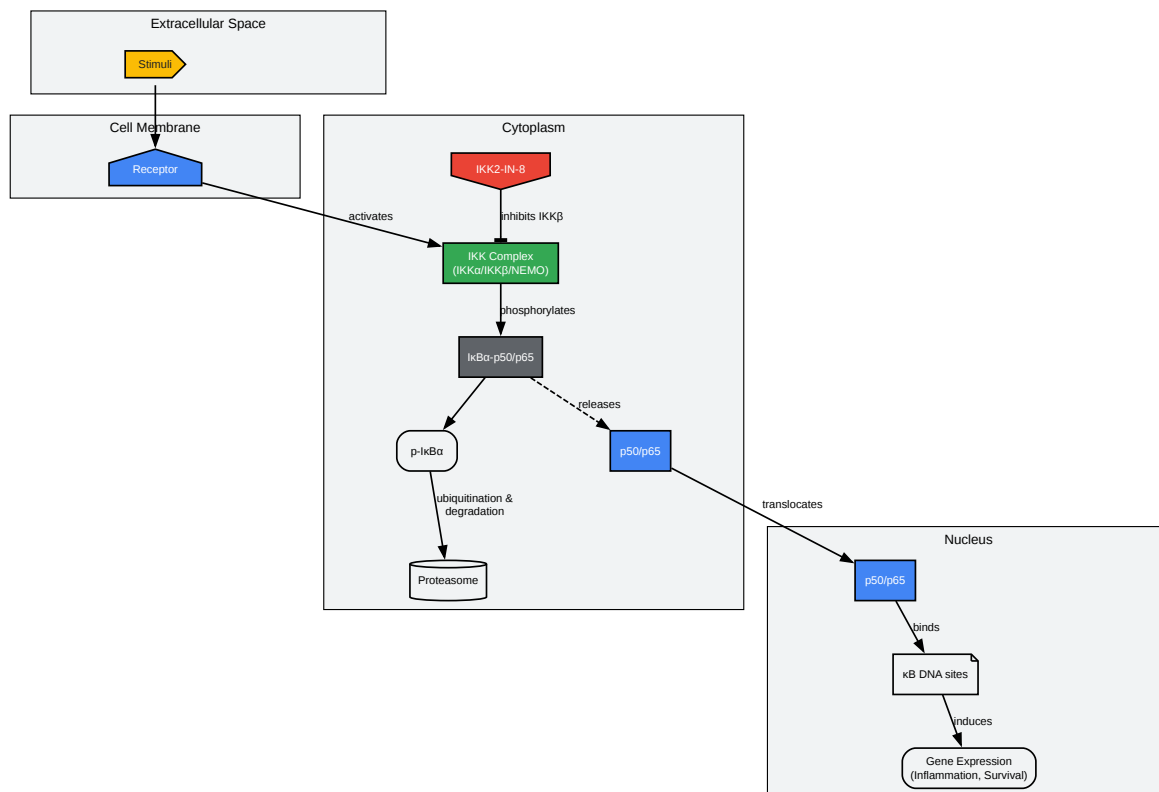 Extracellular Space
Stimuli
Cell Membrane
Receptor
activates
Cytoplasm
IKK2-IN-8
inhibits IKKβ
IKK Complex
(IKKα/IKKβ/NEMO)
phosphorylates
IκBα-p50/p65
releases
p-IκBα
p50/p65
ubiquitination &
degradation
Proteasome
translocates
Nucleus
p50/p65
binds
κB DNA sites
induces
Gene Expression
(Inflammation, Survival)